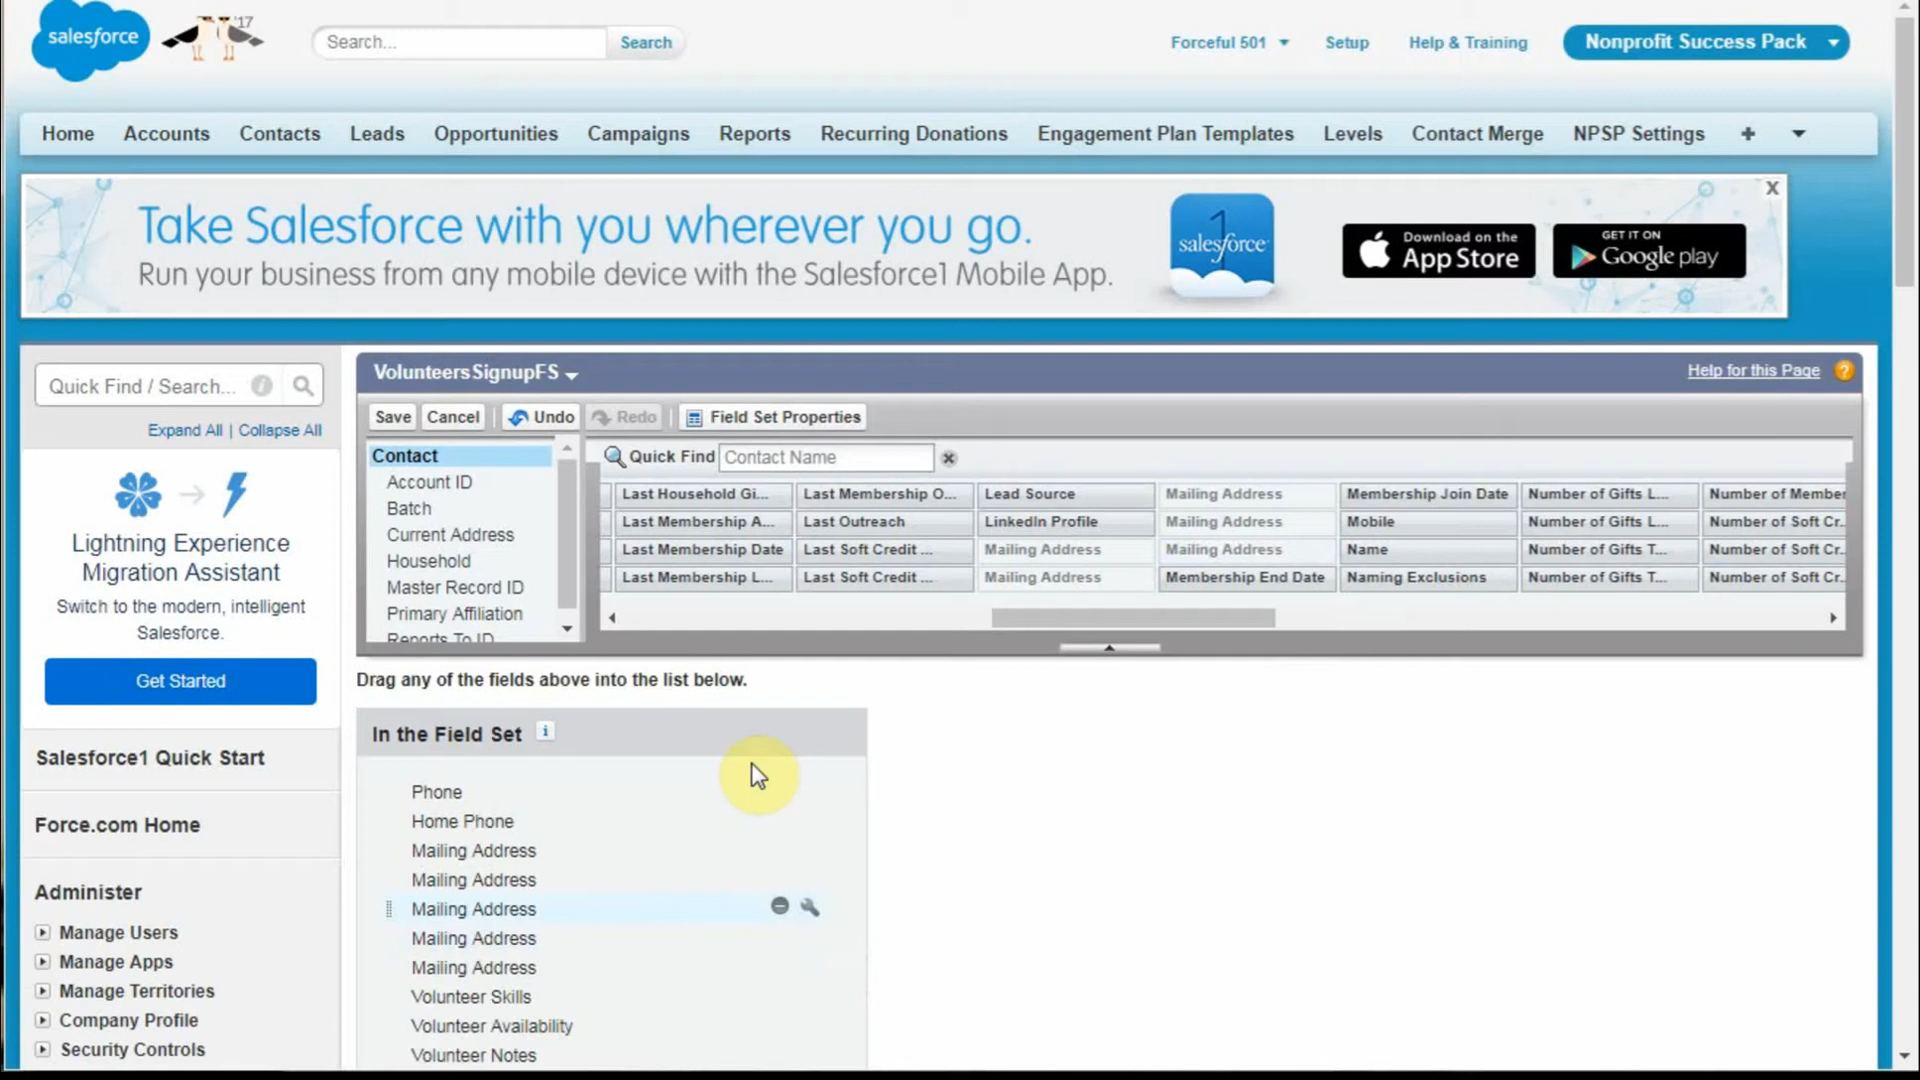 salesforce
'17
Search...
Search
Forceful 501
Setup
Help & Training
Nonprofit Success Pack
Home
Accounts
Contacts
Leads
Opportunities
Campaigns
Reports
Recurring Donations
Engagement Plan Templates
Levels
Contact Merge
NPSP Settings
+
Take Salesforce with you wherever you go.
Run your business from any mobile device with the Salesforce1 Mobile App.
1
salesforce
Download on the
App Store
GET IT ON
Google play
X
Quick Find / Search...
Expand All | Collapse All
Lightning Experience
Migration Assistant
Switch to the modern, intelligent
Salesforce.
Get Started
Salesforce1 Quick Start
Force.com Home
Administer
Manage Users
Manage Apps
Manage Territories
Company Profile
Security Controls
VolunteersSignupFS
Help for this Page
?
Save
Cancel
Undo
Redo
Field Set Properties
Contact
Account ID
Batch
Current Address
Household
Master Record ID
Primary Affiliation
Reports To ID
Quick Find
Contact Name
Last Household Gi...
Last Membership O...
Lead Source
Mailing Address
Membership Join Date
Number of Gifts L...
Number of Member
Last Membership A...
Last Outreach
LinkedIn Profile
Mailing Address
Mobile
Number of Gifts L...
Number of Soft Cr..
Last Membership Date
Last Soft Credit ...
Mailing Address
Mailing Address
Name
Number of Gifts T...
Number of Soft Cr..
Last Membership L...
Last Soft Credit ...
Mailing Address
Membership End Date
Naming Exclusions
Number of Gifts T...
Number of Soft Cr..
Drag any of the fields above into the list below.
In the Field Set
i
Phone
Home Phone
Mailing Address
Mailing Address
Mailing Address
Mailing Address
Mailing Address
Volunteer Skills
Volunteer Availability
Volunteer Notes